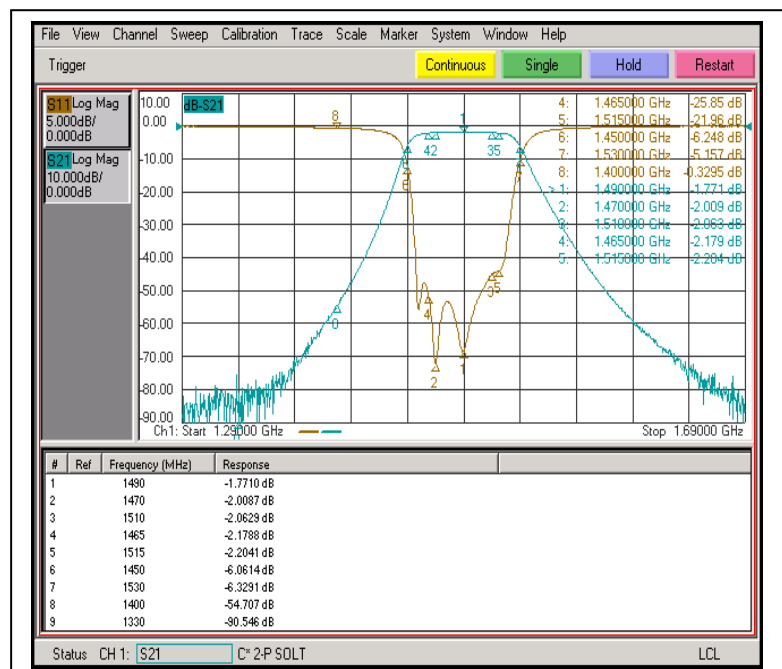 File View Channel Sweep Calibration Trace Scale Marker System Window Help
Trigger Continuous Single Hold Restart
S11 Log Mag
5.000dB/
0.000dB
S21 Log Mag
10.000dB/
0.000dB
10.00 dB-S21
0.00
-10.00
-20.00
-30.00
-40.00
-50.00
-60.00
-70.00
-80.00
-90.00
4: 1.465000 GHz -25.85 dB
5: 1.515000 GHz -21.96 dB
6: 1.450000 GHz -6.248 dB
7: 1.530000 GHz -5.157 dB
8: 1.400000 GHz -0.3295 dB
> 1: 1.490000 GHz -1.771 dB
2: 1.470000 GHz -2.009 dB
3: 1.510000 GHz -2.063 dB
4: 1.465000 GHz -2.179 dB
5: 1.515000 GHz -2.204 dB
8
1
42
35
6
4
5
2
1
Ch1: Start 1.29000 GHz
Stop 1.69000 GHz
# Ref Frequency (MHz) Response
1 1490 -1.7710 dB
2 1470 -2.0087 dB
3 1510 -2.0629 dB
4 1465 -2.1788 dB
5 1515 -2.2041 dB
6 1450 -6.0614 dB
7 1530 -6.3291 dB
8 1400 -54.707 dB
9 1330 -90.546 dB
Status CH 1: S21 C* 2-P SOLT LCL